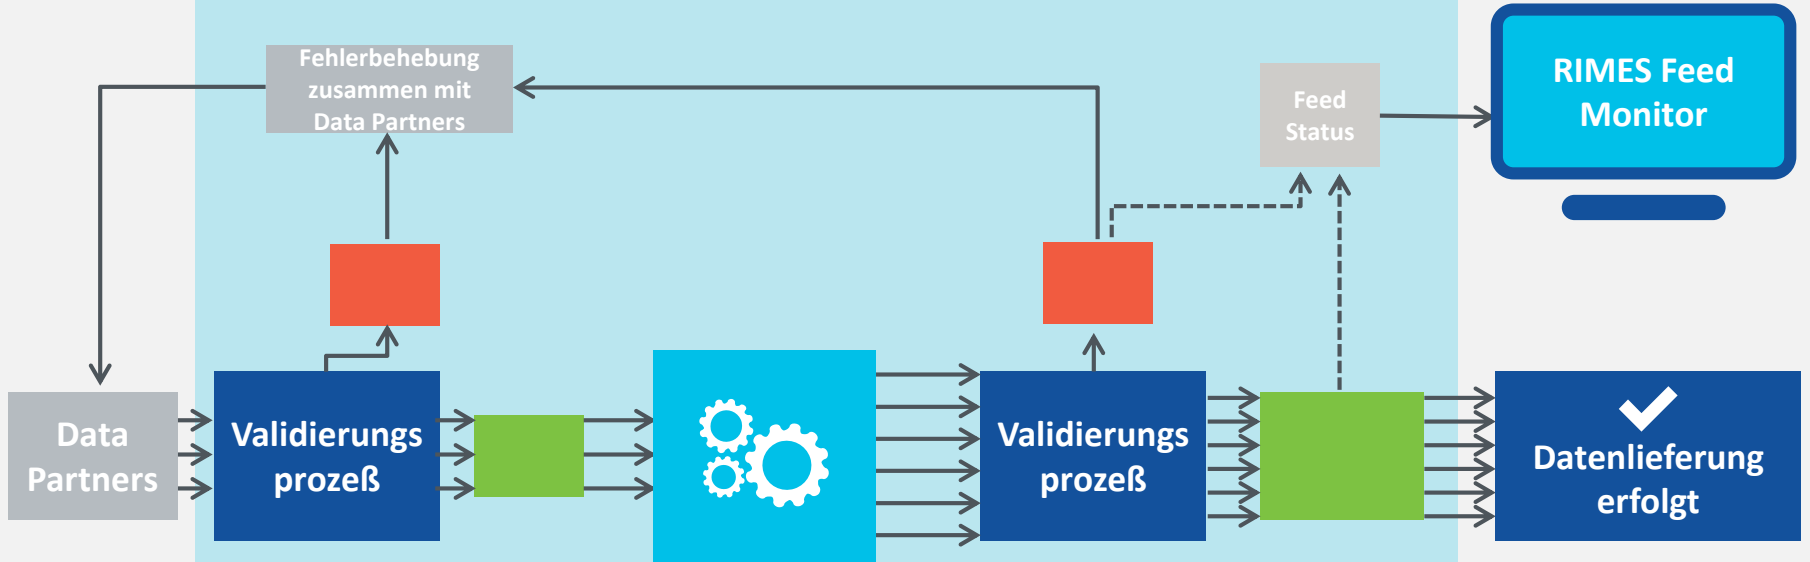 Fehlerbehebung
zusammen mit
Data Partners
Feed
Status
RIMES Feed
Monitor
Data
Partners
Validierungs
prozeß
Validierungs
prozeß
Datenlieferung
erfolgt